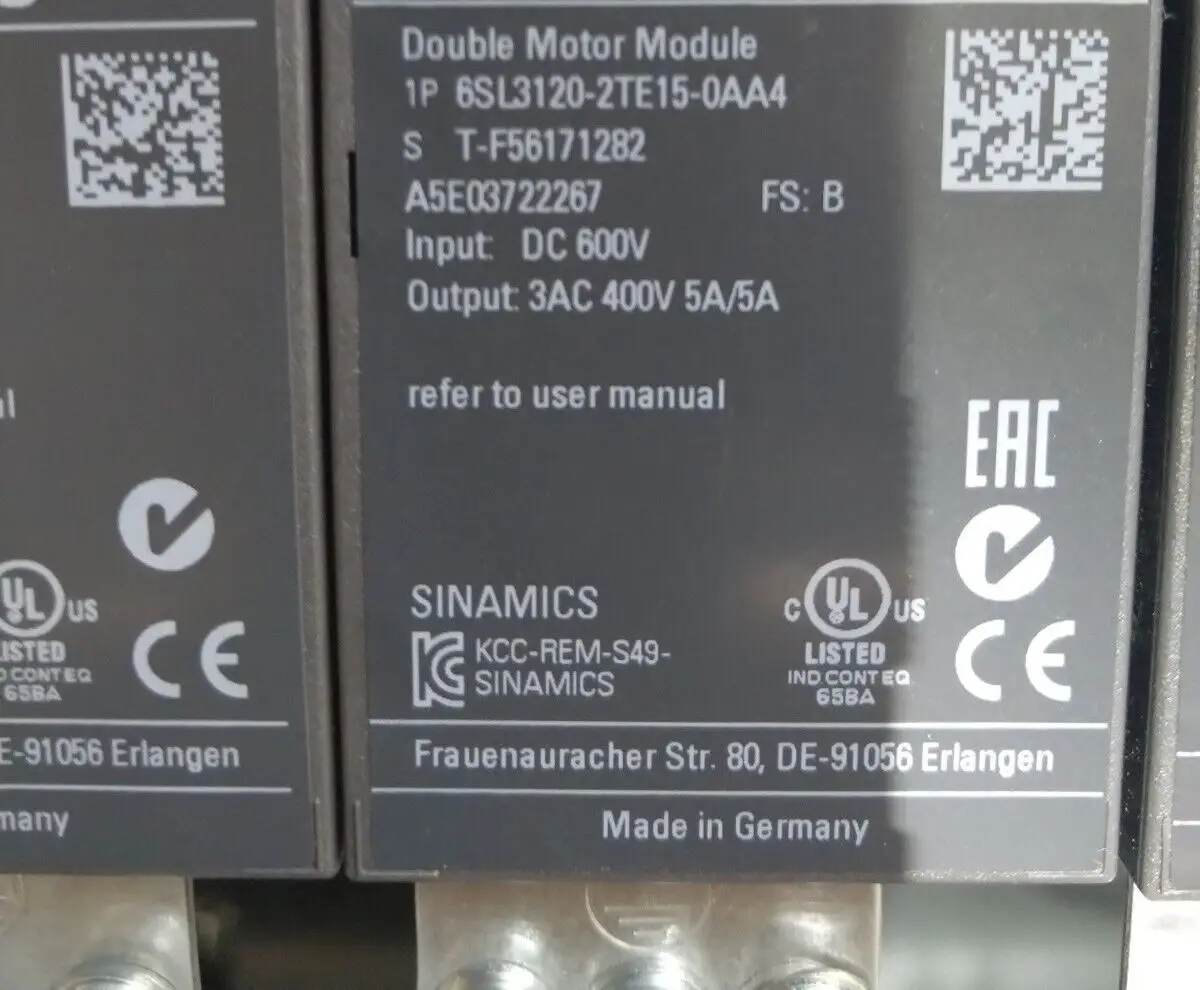 Double Motor Module
1P 6SL3120-2TE15-0AA4
S T-F56171282
A5E03722267 FS: B
Input: DC 600V
Output: 3AC 400V 5A/5A
refer to user manual
EAC
SINAMICS
KCC-REM-S49-
SINAMICS
C UL US
LISTED
IND CONT EQ
65BA
CE
Frauenauracher Str. 80, DE-91056 Erlangen
Made in Germany
UL US
LISTED
CONT EQ
65BA
CE
E-91056 Erlangen
many